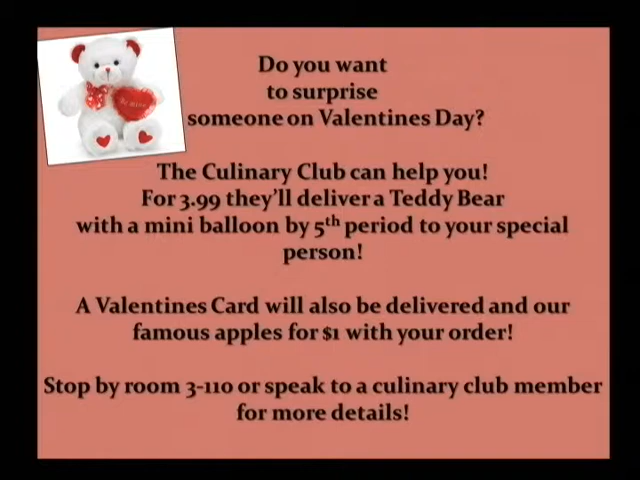 Do you want
to surprise
someone on Valentines Day?
The Culinary Club can help you!
For 3.99 they'll deliver a Teddy Bear
with a mini balloon by 5th period to your special
person!
A Valentines Card will also be delivered and our
famous apples for $1 with your order!
Stop by room 3-110 or speak to a culinary club member
for more details!